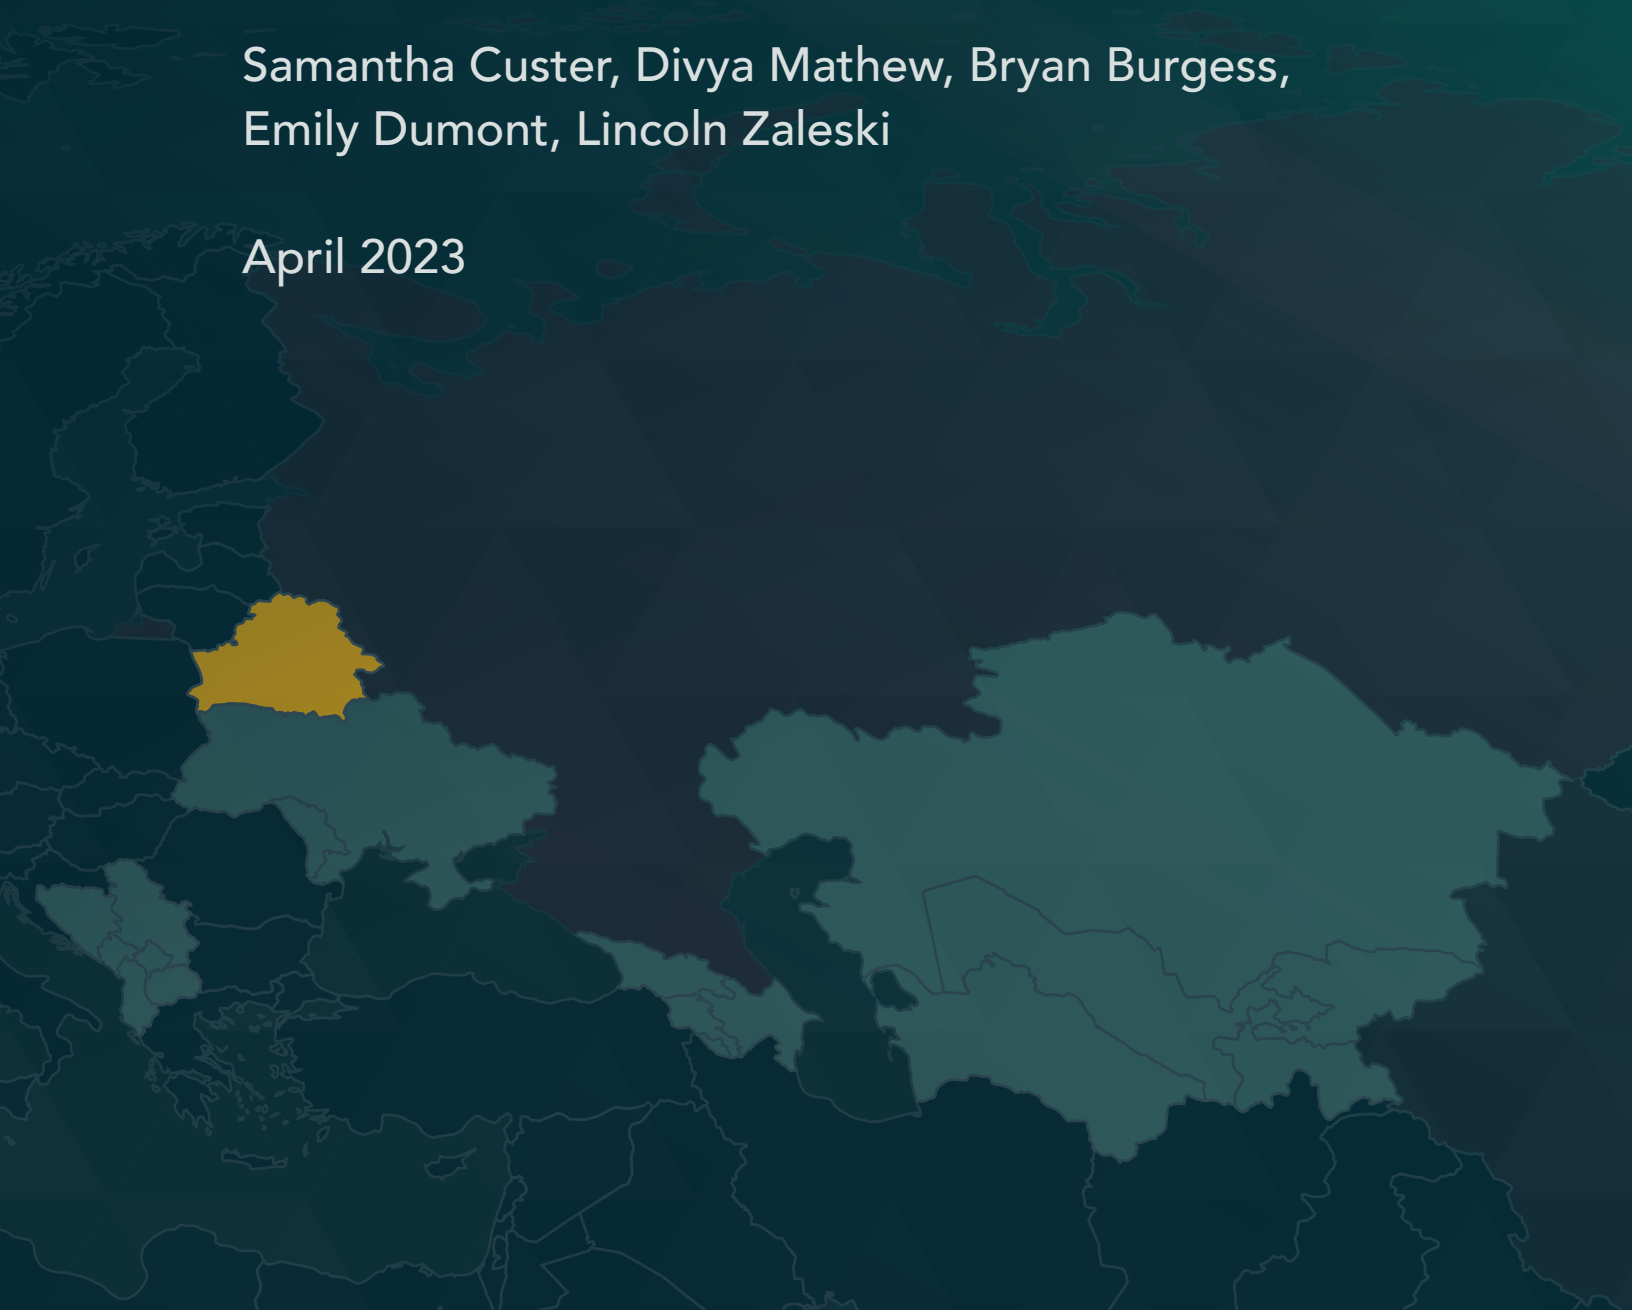 Samantha Custer, Divya Mathew, Bryan Burgess,
Emily Dumont, Lincoln Zaleski
April 2023